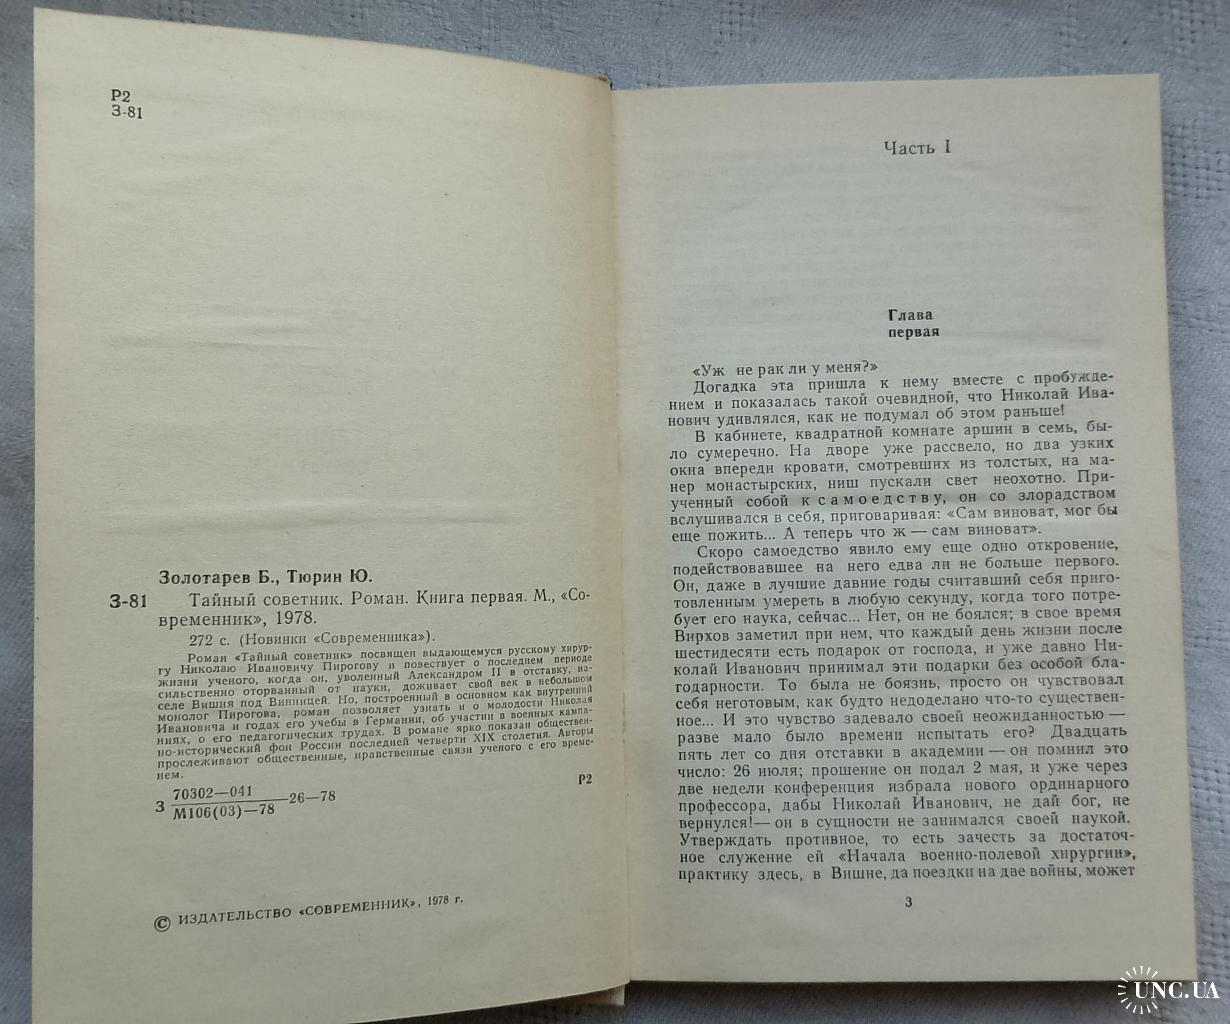 Р2
З-81
Золотарев Б., Тюрин Ю.
З-81 Тайный советник. Роман. Книга первая. М., «Со-
временник», 1978.
272 с. (Новинки «Современника»).
Роман «Тайный советник» посвящен выдающемуся русскому хирур-
гу Николаю Ивановичу Пирогову и повествует о последнем периоде
жизни ученого, когда он, уволенный Александром II в отставку, на-
сильственно оторванный от науки, доживает свой век в небольшом
селе Вишня под Винницей. Но, построенный в основном как внутренний
монолог Пирогова, роман позволяет узнать и о молодости Николая
Ивановича и годах его учебы в Германии, об участии в военных кампа-
ниях, о его педагогических трудах. В романе ярко показан обществен-
но-исторический фон России последней четверти XIX столетия. Авторы
прослеживают общественные, нравственные связи ученого с его време-
нем.
З 70302—041
М106(03)—78 —26—78
Р2
© ИЗДАТЕЛЬСТВО «СОВРЕМЕННИК», 1978 г.
Часть I
Глава
первая
«Уж не рак ли у меня?»
Догадка эта пришла к нему вместе с пробужде-
нием и показалась такой очевидной, что Николай Ива-
нович удивлялся, как не подумал об этом раньше!
В кабинете, квадратной комнате аршин в семь, бы-
ло сумеречно. На дворе уже рассвело, но два узких
окна впереди кровати, смотревших из толстых, на ма-
нер монастырских, ниш пускали свет неохотно. При-
ученный собой к самоедству, он со злорадством
вслушивался в себя, приговаривая: «Сам виноват, мог бы
еще пожить... А теперь что ж — сам виноват».
Скоро самоедство явило ему еще одно откровение,
подействовавшее на него едва ли не больше первого.
Он, даже в лучшие давние годы считавший себя приго-
товленным умереть в любую секунду, когда того потре-
бует его наука, сейчас... Нет, он не боялся; в свое время
Вирхов заметил при нем, что каждый день жизни после
шестидесяти есть подарок от господа, и уже давно Ни-
колай Иванович принимал эти подарки без особой бла-
годарности. То была не боязнь, просто он чувствовал
себя неготовым, как будто недоделано что-то существен-
ное... И это чувство задевало своей неожиданностью —
разве мало было времени испытать его? Двадцать
пять лет со дня отставки в академии — он помнил это
число: 26 июля; прошение он подал 2 мая, и уже через
две недели конференция избрала нового ординарного
профессора, дабы Николай Иванович, не дай бог, не
вернулся!— он в сущности не занимался своей наукой.
Утверждать противное, то есть зачесть за достаточ-
ное служение ей «Начала военно-полевой хирургии»,
практику здесь, в Вишне, да поездки на две войны, может
3
UNC.UA